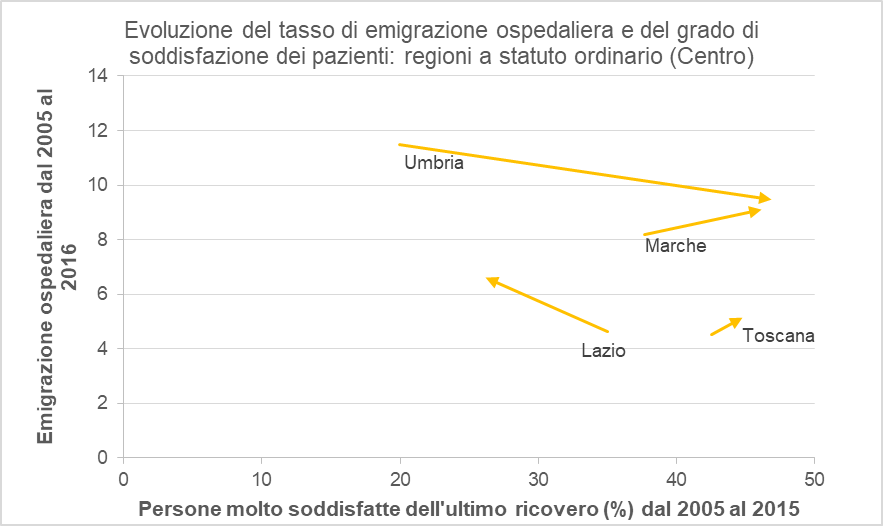 Evoluzione del tasso di emigrazione ospedaliera e del grado di
soddisfazione dei pazienti: regioni a statuto ordinario (Centro)
Emigrazione ospedaliera dal 2005 al
2016
14
12
10
8
6
4
2
0
Umbria
Marche
Lazio
Toscana
0 10 20 30 40 50
Persone molto soddisfatte dell'ultimo ricovero (%) dal 2005 al 2015